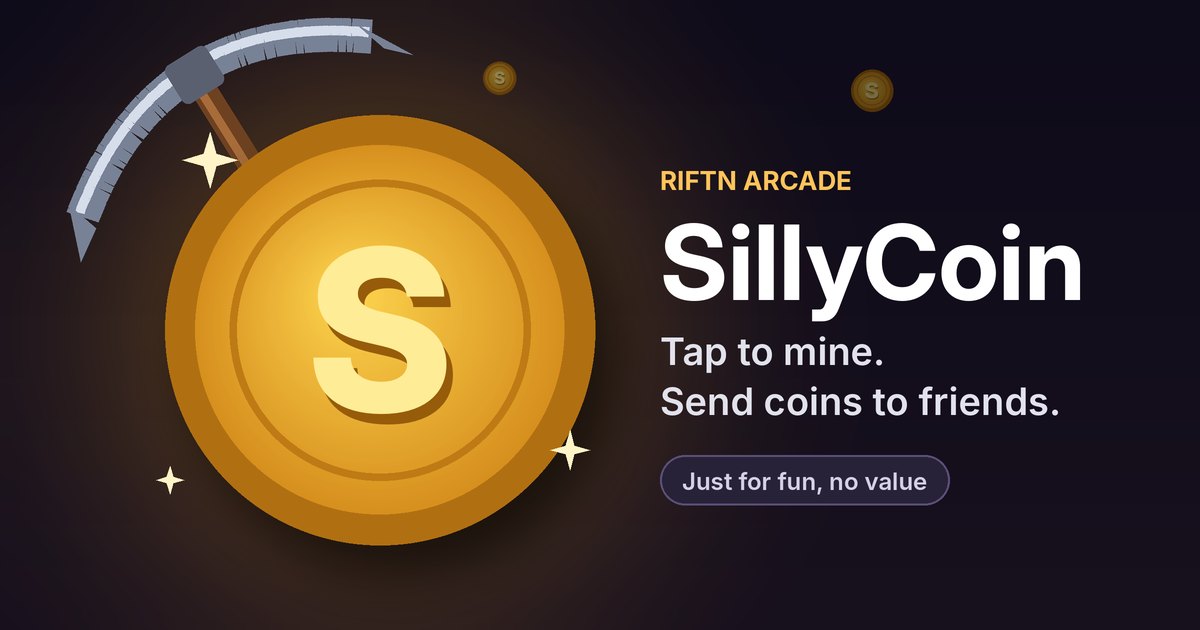 S
S
S
RIFTN ARCADE
SillyCoin
Tap to mine.
Send coins to friends.
Just for fun, no value